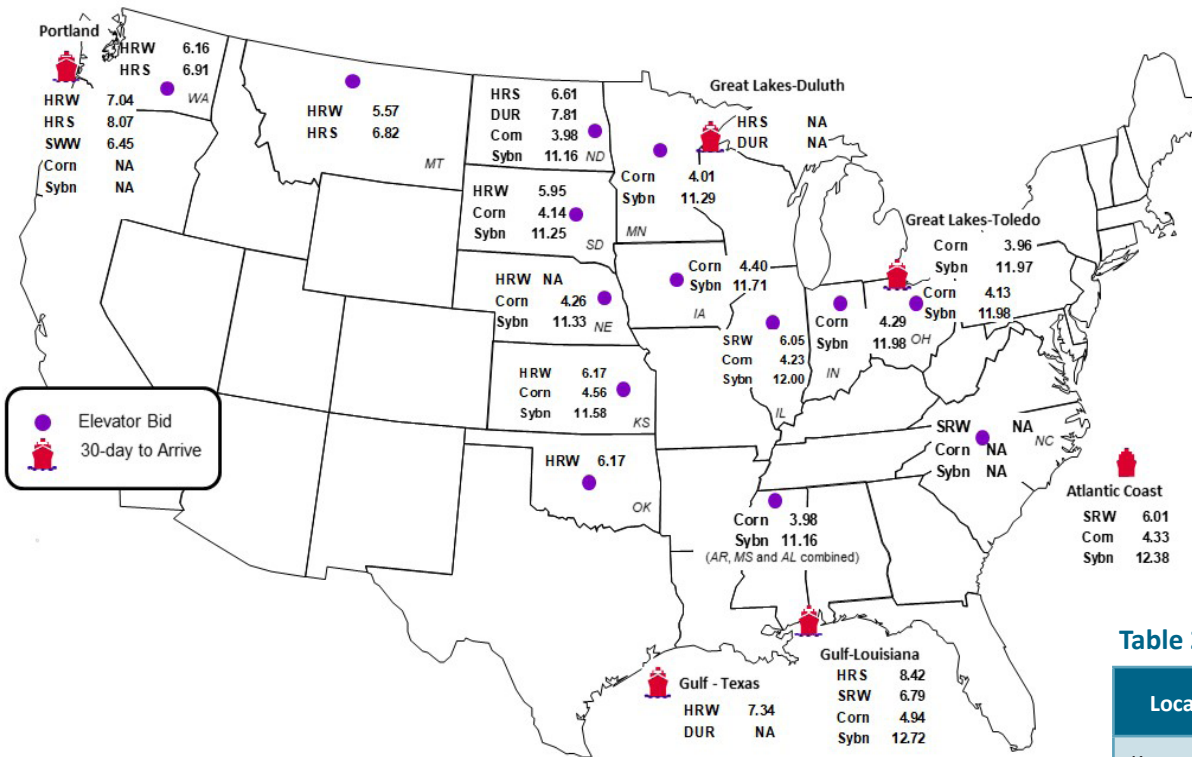 Portland
HRW 7.04
HRS 8.07
SWW 6.45
Corn NA
Sybn NA
HRW 6.16
HRS 6.91
WA
HRW 5.57
HRS 6.82
MT
HRS 6.61
DUR 7.81
Corn 3.98
Sybn 11.16
ND
Great Lakes-Duluth
HRS NA
DUR NA
Corn 4.01
Sybn 11.29
MN
HRW 5.95
Corn 4.14
Sybn 11.25
SD
Great Lakes-Toledo
Corn 3.96
Sybn 11.97
HRW NA
Corn 4.26
Sybn 11.33
NE
Corn 4.40
Sybn 11.71
IA
SRW 6.05
Corn 4.23
Sybn 12.00
IL
Corn 4.29
Sybn 11.98
IN
Corn 4.13
Sybn 11.98
OH
HRW 6.17
Corn 4.56
Sybn 11.58
KS
Elevator Bid
30-day to Arrive
HRW 6.17
OK
SRW NA
Corn NA
Sybn NA
NC
Corn 3.98
Sybn 11.16
(AR, MS and AL combined)
Atlantic Coast
SRW 6.01
Corn 4.33
Sybn 12.38
Gulf - Texas
HRW 7.34
DUR NA
Gulf-Louisiana
HRS 8.42
SRW 6.79
Corn 4.94
Sybn 12.72
Table
Loca